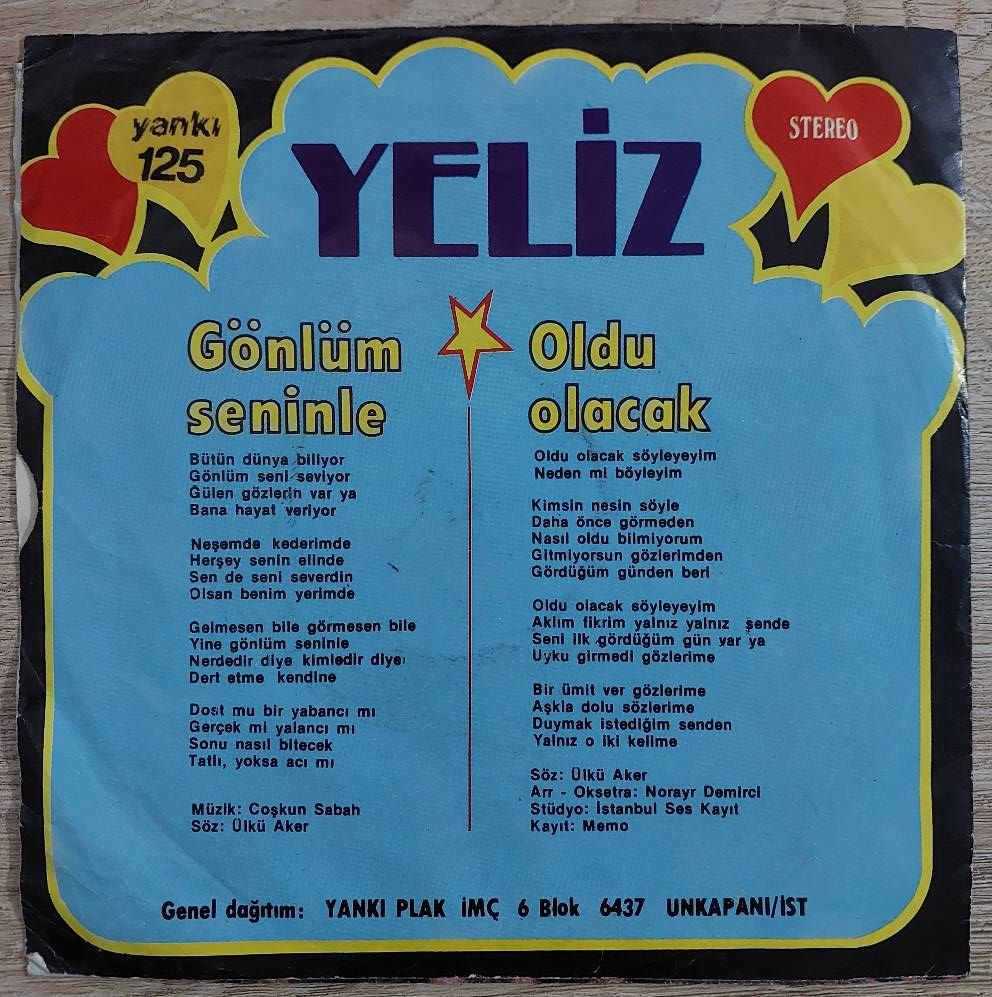 yankı
125
STEREO
YELİZ
Gönlüm
seninle
Bütün dünya biliyor
Gönlüm seni seviyor
Gülen gözlerin var ya
Bana hayat veriyor
Neşemde kederimde
Herşey senin elinde
Sen de seni severdin
Olsan benim yerimde
Gelmesen bile görmesen bile
Yine gönlüm seninle
Nerdedir diye kimledir diye
Dert etme kendine
Dost mu bir yabancı mı
Gerçek mi yalancı mı
Sonu nasıl bitecek
Tatlı, yoksa acı mı
Müzik: Coşkun Sabah
Söz: Ülkü Aker
Oldu
olacak
Oldu olacak söyleyeyim
Neden mi böyleyim
Kimsin nesin söyle
Daha önce görmeden
Nasıl oldu bilmiyorum
Gitmiyorsun gözlerimden
Gördüğüm günden beri
Oldu olacak söyleyeyim
Aklım fikrim yalnız yalnız sende
Seni ilk gördüğüm gün var ya
Uyku girmedi gözlerime
Bir ümit ver gözlerime
Aşkla dolu sözlerime
Duymak istediğim senden
Yalnız o iki kelime
Söz: Ülkü Aker
Arr - Oksetra: Norayr Demirci
Stüdyo: İstanbul Ses Kayıt
Kayıt: Memo
Genel dağıtım: YANKI PLAK İMÇ 6 Blok 6437 UNKAPANI/İST